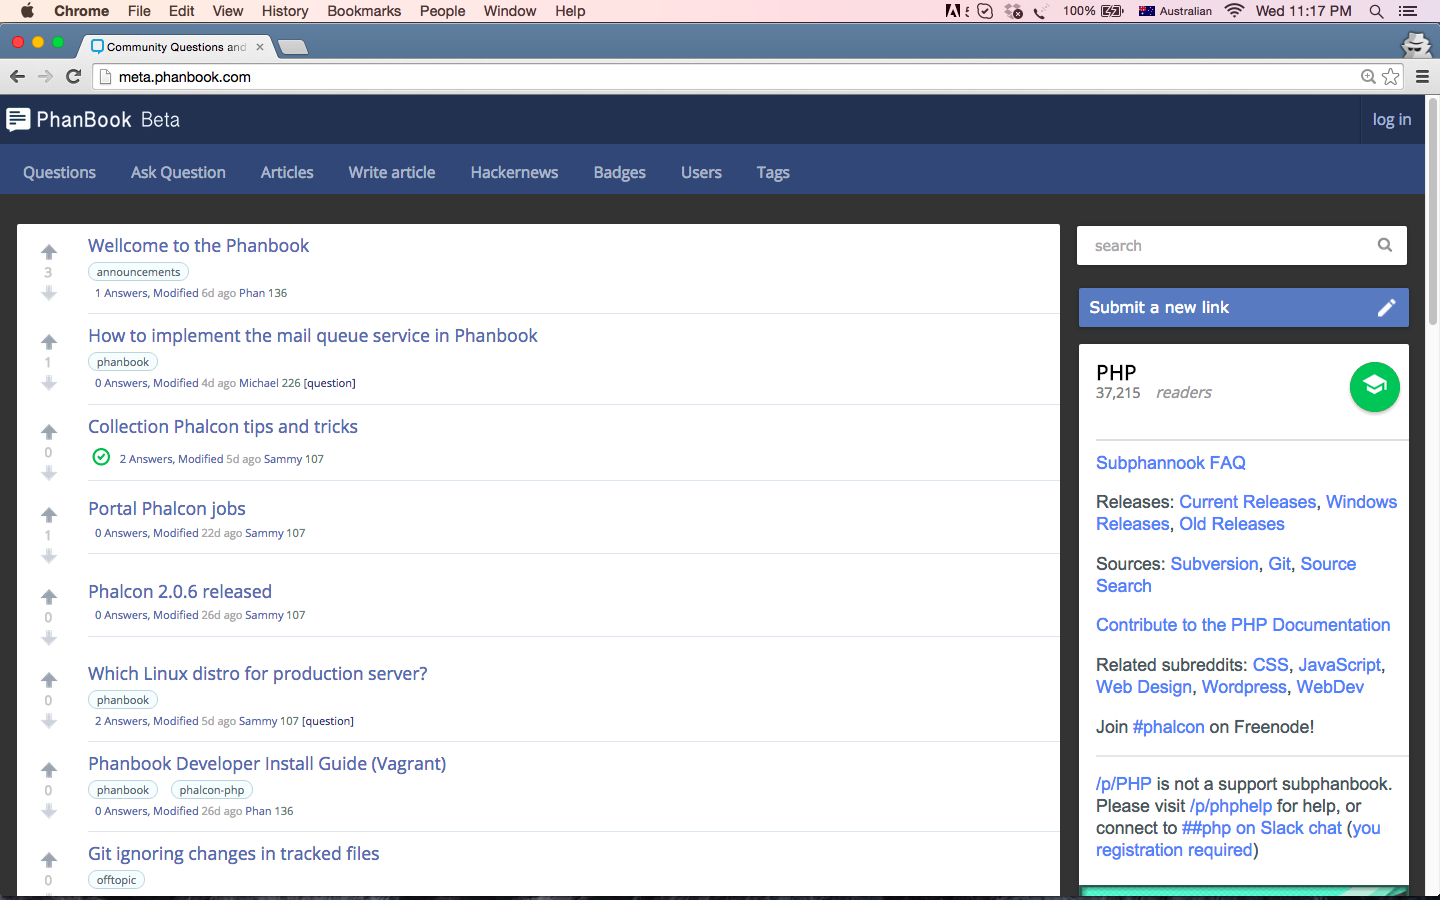 Chrome File Edit View History Bookmarks People Window Help 100% Australian Wed 11:17 PM
Community Questions and
meta.phanbook.com
PhanBook Beta
log in
Questions Ask Question Articles Write article Hackernews Badges Users Tags
Wellcome to the Phanbook
3
announcements
1 Answers, Modified 6d ago Phan 136
How to implement the mail queue service in Phanbook
1
phanbook
0 Answers, Modified 4d ago Michael 226 [question]
Collection Phalcon tips and tricks
0
2 Answers, Modified 5d ago Sammy 107
Portal Phalcon jobs
1
0 Answers, Modified 22d ago Sammy 107
Phalcon 2.0.6 released
0
0 Answers, Modified 26d ago Sammy 107
Which Linux distro for production server?
0
phanbook
2 Answers, Modified 5d ago Sammy 107 [question]
Phanbook Developer Install Guide (Vagrant)
0
phanbook phalcon-php
0 Answers, Modified 26d ago Phan 136
Git ignoring changes in tracked files
0
offtopic
search
Submit a new link
PHP
37,215 readers
Subphannook FAQ
Releases: Current Releases, Windows
Releases, Old Releases
Sources: Subversion, Git, Source
Search
Contribute to the PHP Documentation
Related subreddits: CSS, JavaScript,
Web Design, Wordpress, WebDev
Join #phalcon on Freenode!
/p/PHP is not a support subphanbook.
Please visit /p/phphelp for help, or
connect to ##php on Slack chat (you
registration required)